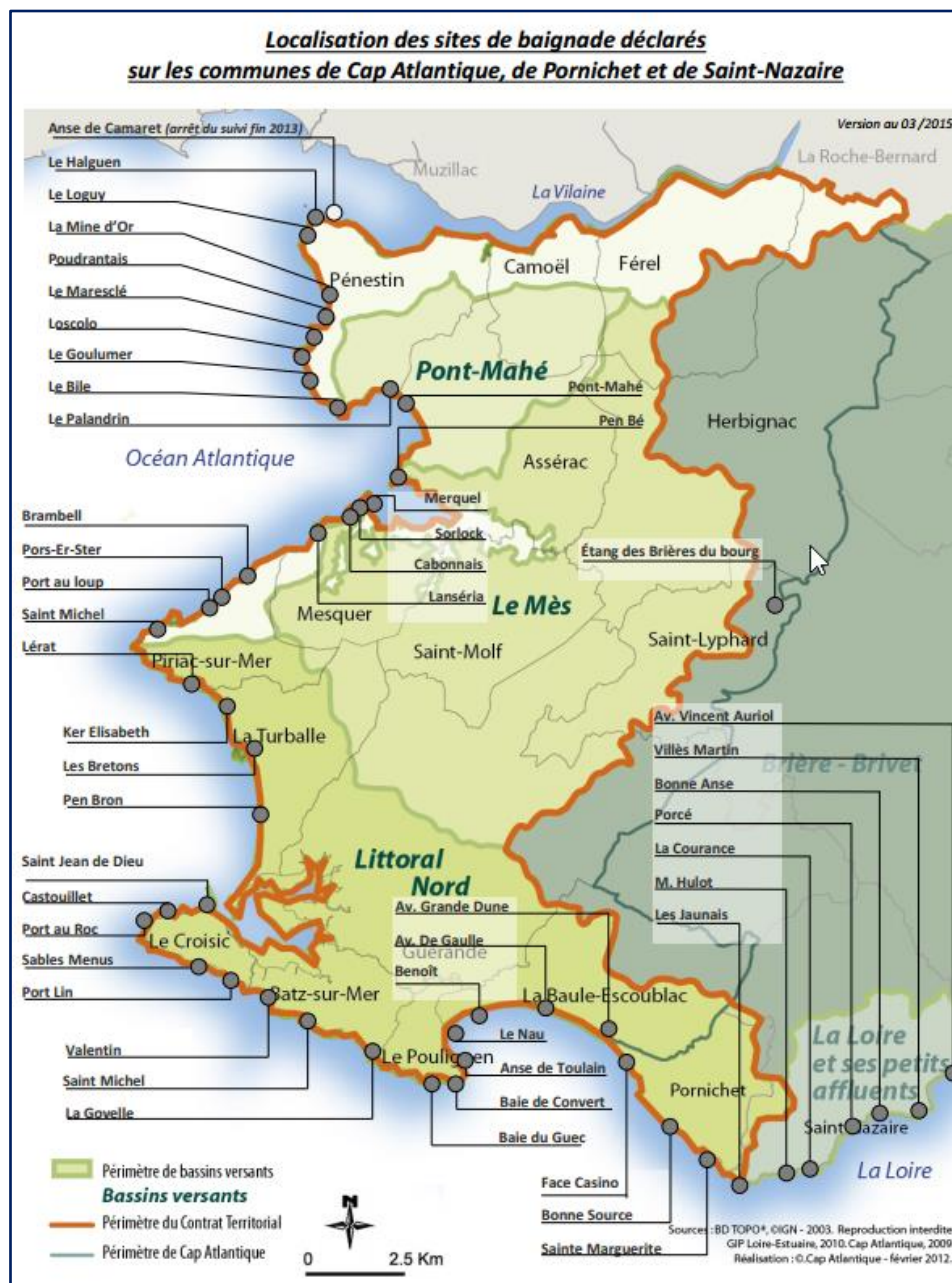 Localisation des sites de baignade déclarés
sur les communes de Cap Atlantique, de Pornichet et de Saint-Nazaire
Version au 03 /2015
Anse de Camaret (arrêt du suivi fin 2013)
Muzillac
La Roche-Bernard
Le Halguen
La Vilaine
Le Loguy
La Mine d'Or
Camoël
Férel
Poudrantais
Pénestin
Le Maresclé
Loscolo
Le Goulumer
Pont-Mahé
Le Bile
Pont-Mahé
Le Palandrin
Pen Bé
Herbignac
Océan Atlantique
Assérac
Merquel
Brambell
Sorlock
Pors-Er-Ster
Cabonnais
Étang des Brières du bourg
Port au loup
Lanséria
Mesquer
Le Mès
Saint Michel
Saint-Molf
Saint-Lyphard
Lérat
Piriac-sur-Mer
Av. Vincent Auriol
Ker Elisabeth
La Turballe
Villès Martin
Brière - Brivet
Les Bretons
Bonne Anse
Pen Bron
Porcé
La Courance
Saint Jean de Dieu
Littoral
Nord
M. Hulot
Castouillet
Av. Grande Dune
Les Jaunais
Port au Roc
Le Croisic
Av. De Gaulle
Guérande
Sables Menus
Benoît
Port Lin
Batz-sur-Mer
La Baule-Escoublac
Le Nau
La Loire
et ses petits
affluents
Valentin
Le Pouliguen
Anse de Toulain
Saint Michel
Pornichet
Baie de Convert
La Govelle
Saint-Nazaire
Baie du Guec
La Loire
Périmètre de bassins versants
Bassins versants
Périmètre du Contrat Territorial
Périmètre de Cap Atlantique
N
0 2.5 Km
Face Casino
Bonne Source
Sainte Marguerite
Sources : BD TOPO®, ©IGN - 2003. Reproduction interdite
GIP Loire-Estuaire, 2010. Cap Atlantique, 2009
Réalisation : ©.Cap Atlantique - février 2012.